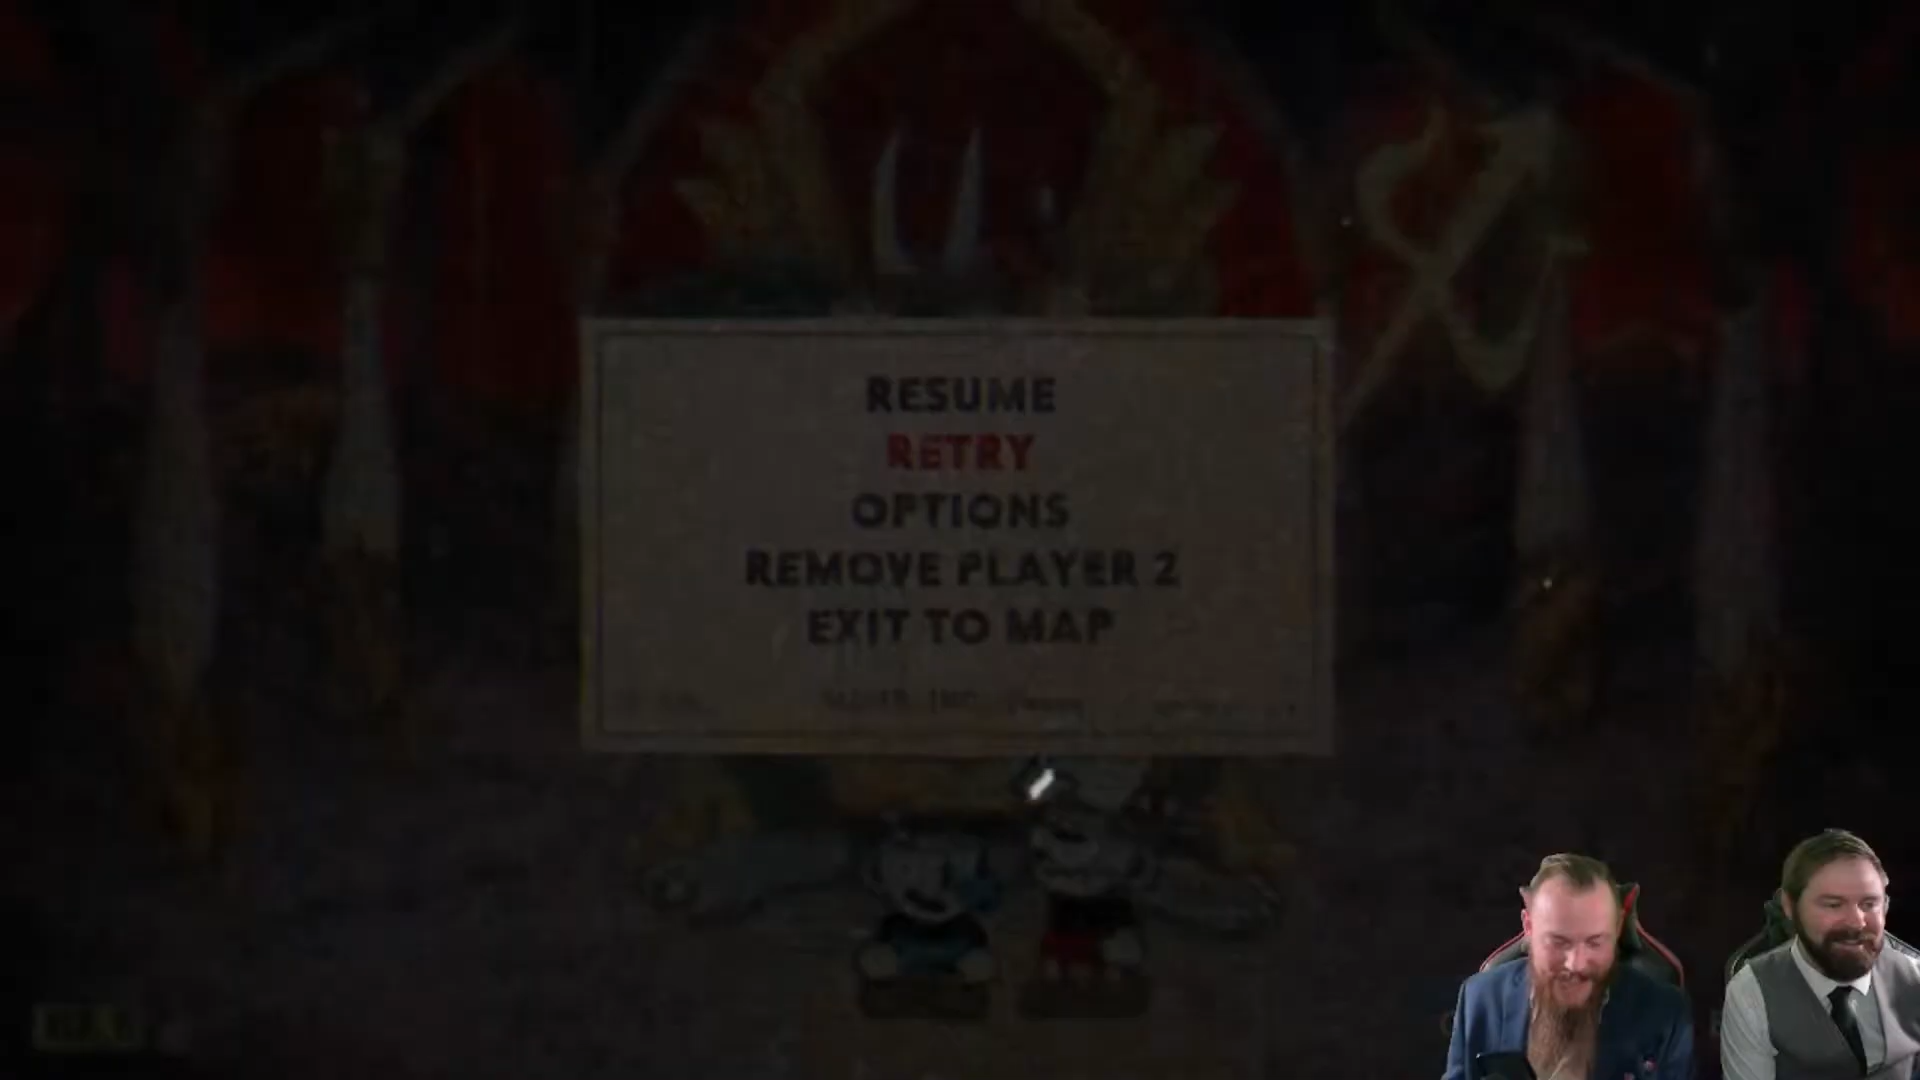 RESUME
RETRY
OPTIONS
REMOVE PLAYER 2
EXIT TO MAP